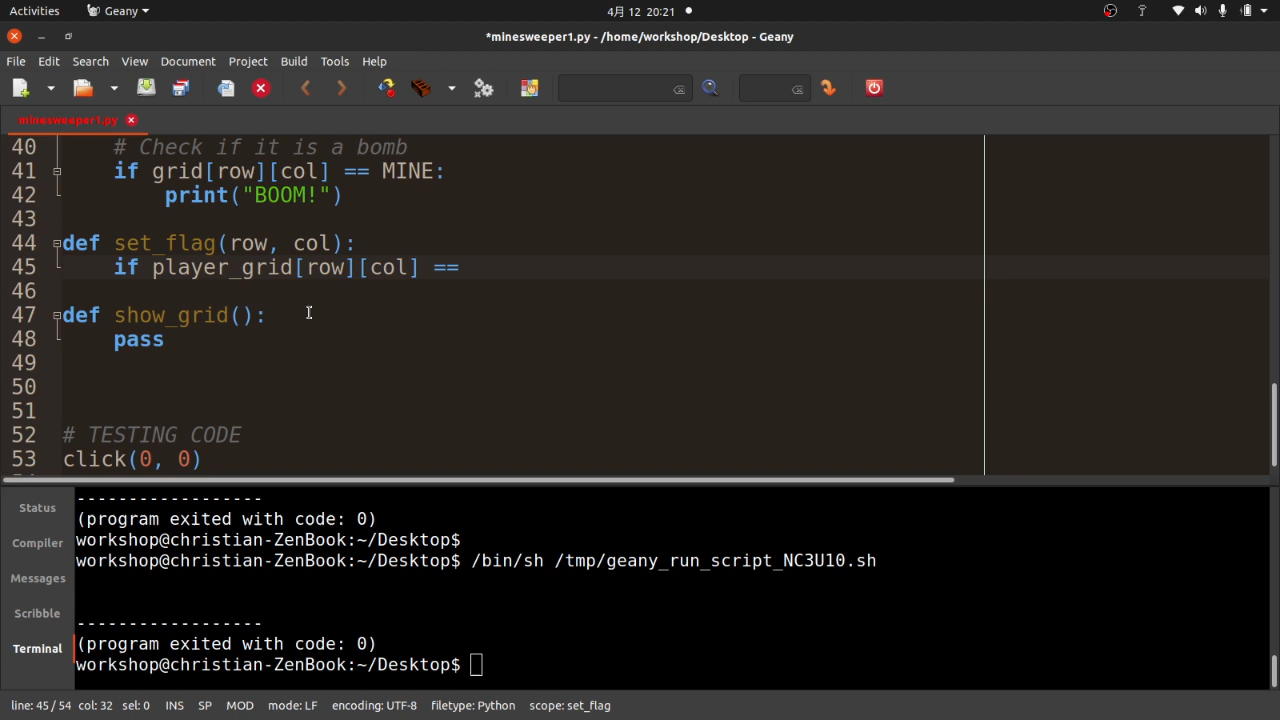 Activities Geany 4月 12 20:21
*minesweeper1.py - /home/workshop/Desktop - Geany
File Edit Search View Document Project Build Tools Help
minesweeper1.py
40 # Check if it is a bomb
41 if grid[row][col] == MINE:
42 print("BOOM!")
43
44 def set_flag(row, col):
45 if player_grid[row][col] ==
46
47 def show_grid():
48 pass
49
50
51
52 # TESTING CODE
53 click(0, 0)
Status
Compiler
Messages
Scribble
Terminal
------------------
(program exited with code: 0)
workshop@christian-ZenBook:~/Desktop$
workshop@christian-ZenBook:~/Desktop$ /bin/sh /tmp/geany_run_script_NC3U10.sh
------------------
(program exited with code: 0)
workshop@christian-ZenBook:~/Desktop$
line: 45 / 54 col: 32 sel: 0 INS SP MOD mode: LF encoding: UTF-8 filetype: Python scope: set_flag